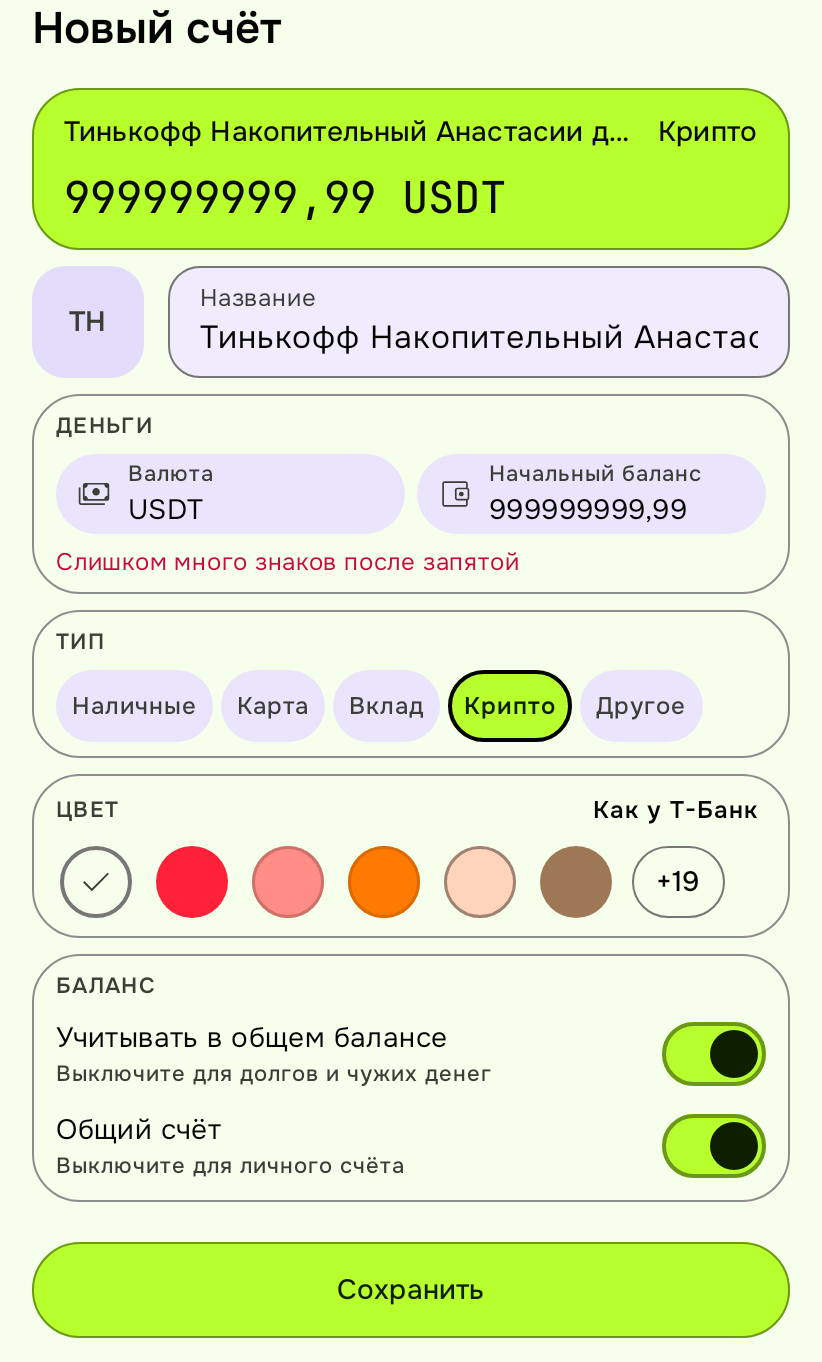 Новый счёт
Тинькофф Накопительный Анастасии д... Крипто
999999999,99 USDT
ТН
Название
Тинькофф Накопительный Анастас
ДЕНЬГИ
Валюта
USDT
Начальный баланс
999999999,99
Слишком много знаков после запятой
ТИП
Наличные Карта Вклад Крипто Другое
ЦВЕТ Как у Т-Банк
+19
БАЛАНС
Учитывать в общем балансе
Выключите для долгов и чужих денег
Общий счёт
Выключите для личного счёта
Сохранить